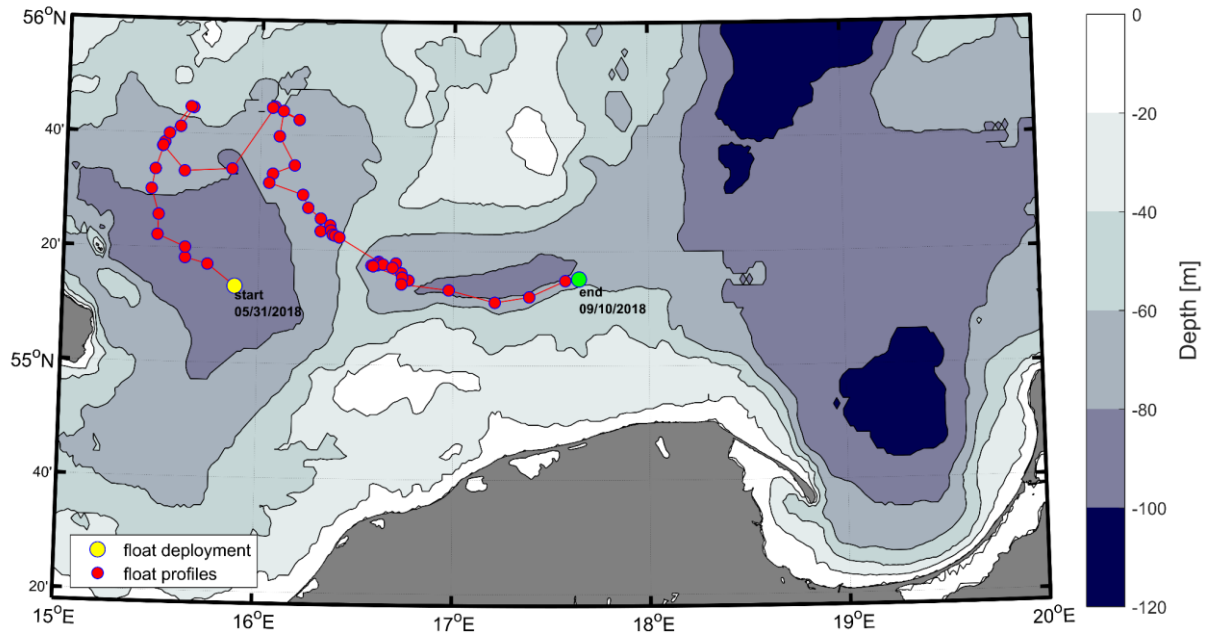 56°N
40'
20'
55°N
40'
20'
15°E
16°E
17°E
18°E
19°E
20°E
start
05/31/2018
end
09/10/2018
float deployment
float profiles
0
-20
-40
-60
-80
-100
-120
Depth [m]